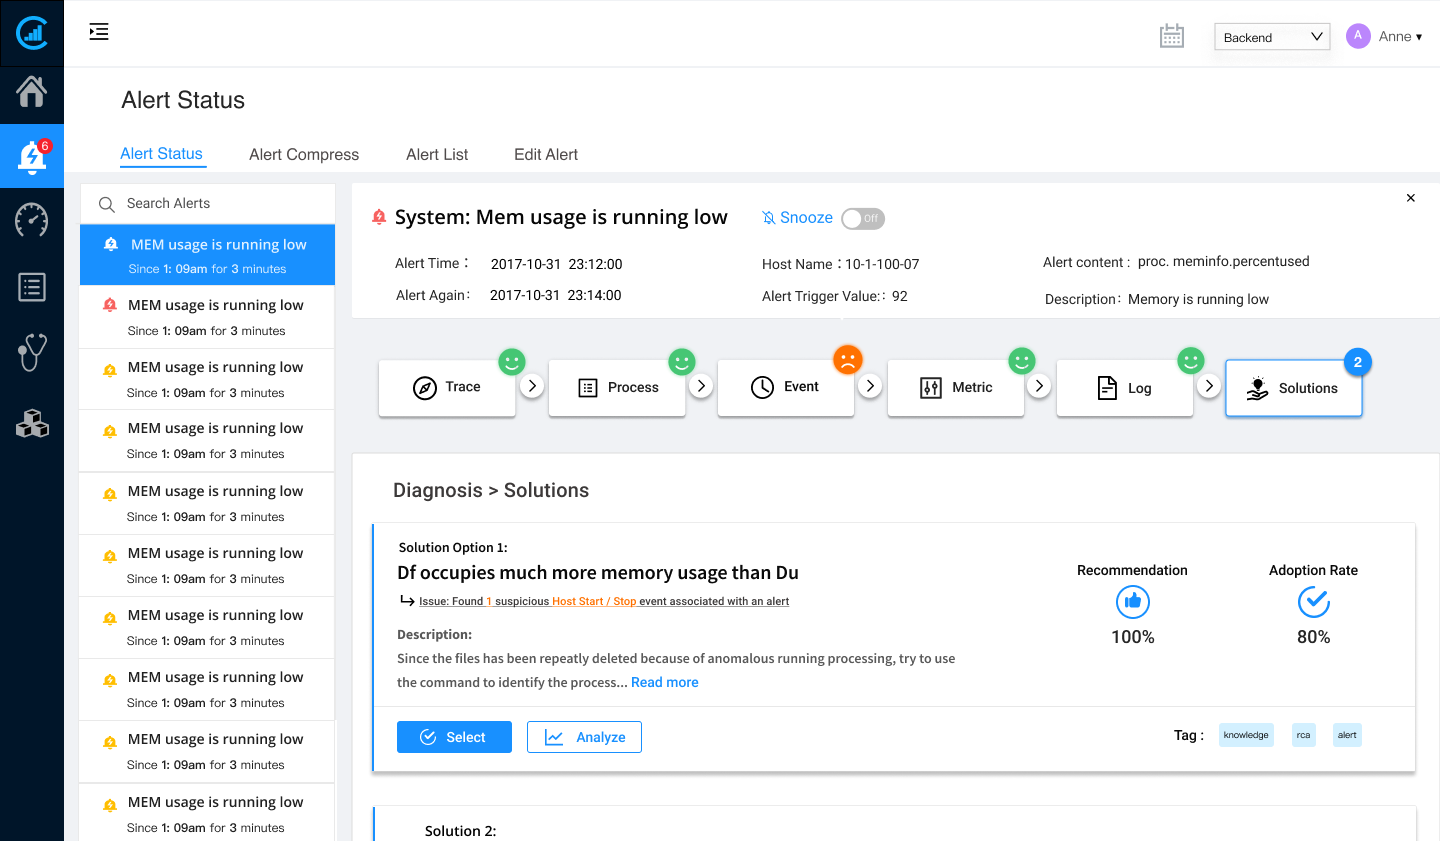 Backend
A
Anne
Alert Status
6
Alert Status
Alert Compress
Alert List
Edit Alert
Search Alerts
MEM usage is running low
Since 1: 09am for 3 minutes
MEM usage is running low
Since 1: 09am for 3 minutes
MEM usage is running low
Since 1: 09am for 3 minutes
MEM usage is running low
Since 1: 09am for 3 minutes
MEM usage is running low
Since 1: 09am for 3 minutes
MEM usage is running low
Since 1: 09am for 3 minutes
MEM usage is running low
Since 1: 09am for 3 minutes
MEM usage is running low
Since 1: 09am for 3 minutes
MEM usage is running low
Since 1: 09am for 3 minutes
MEM usage is running low
Since 1: 09am for 3 minutes
System: Mem usage is running low
Snooze
Off
Alert Time：
2017-10-31 23:12:00
Host Name：10-1-100-07
Alert content :
proc. meminfo.percentused
Alert Again：
2017-10-31 23:14:00
Alert Trigger Value:：92
Description：Memory is running low
Trace
Process
Event
Metric
Log
2
Solutions
Diagnosis > Solutions
Solution Option 1:
Df occupies much more memory usage than Du
Issue: Found 1 suspicious Host Start / Stop event associated with an alert
Description:
Since the files has been repeatly deleted because of anomalous running processing, try to use
the command to identify the process... Read more
Recommendation
100%
Adoption Rate
80%
Select
Analyze
Tag :
knowledge
rca
alert
Solution 2: